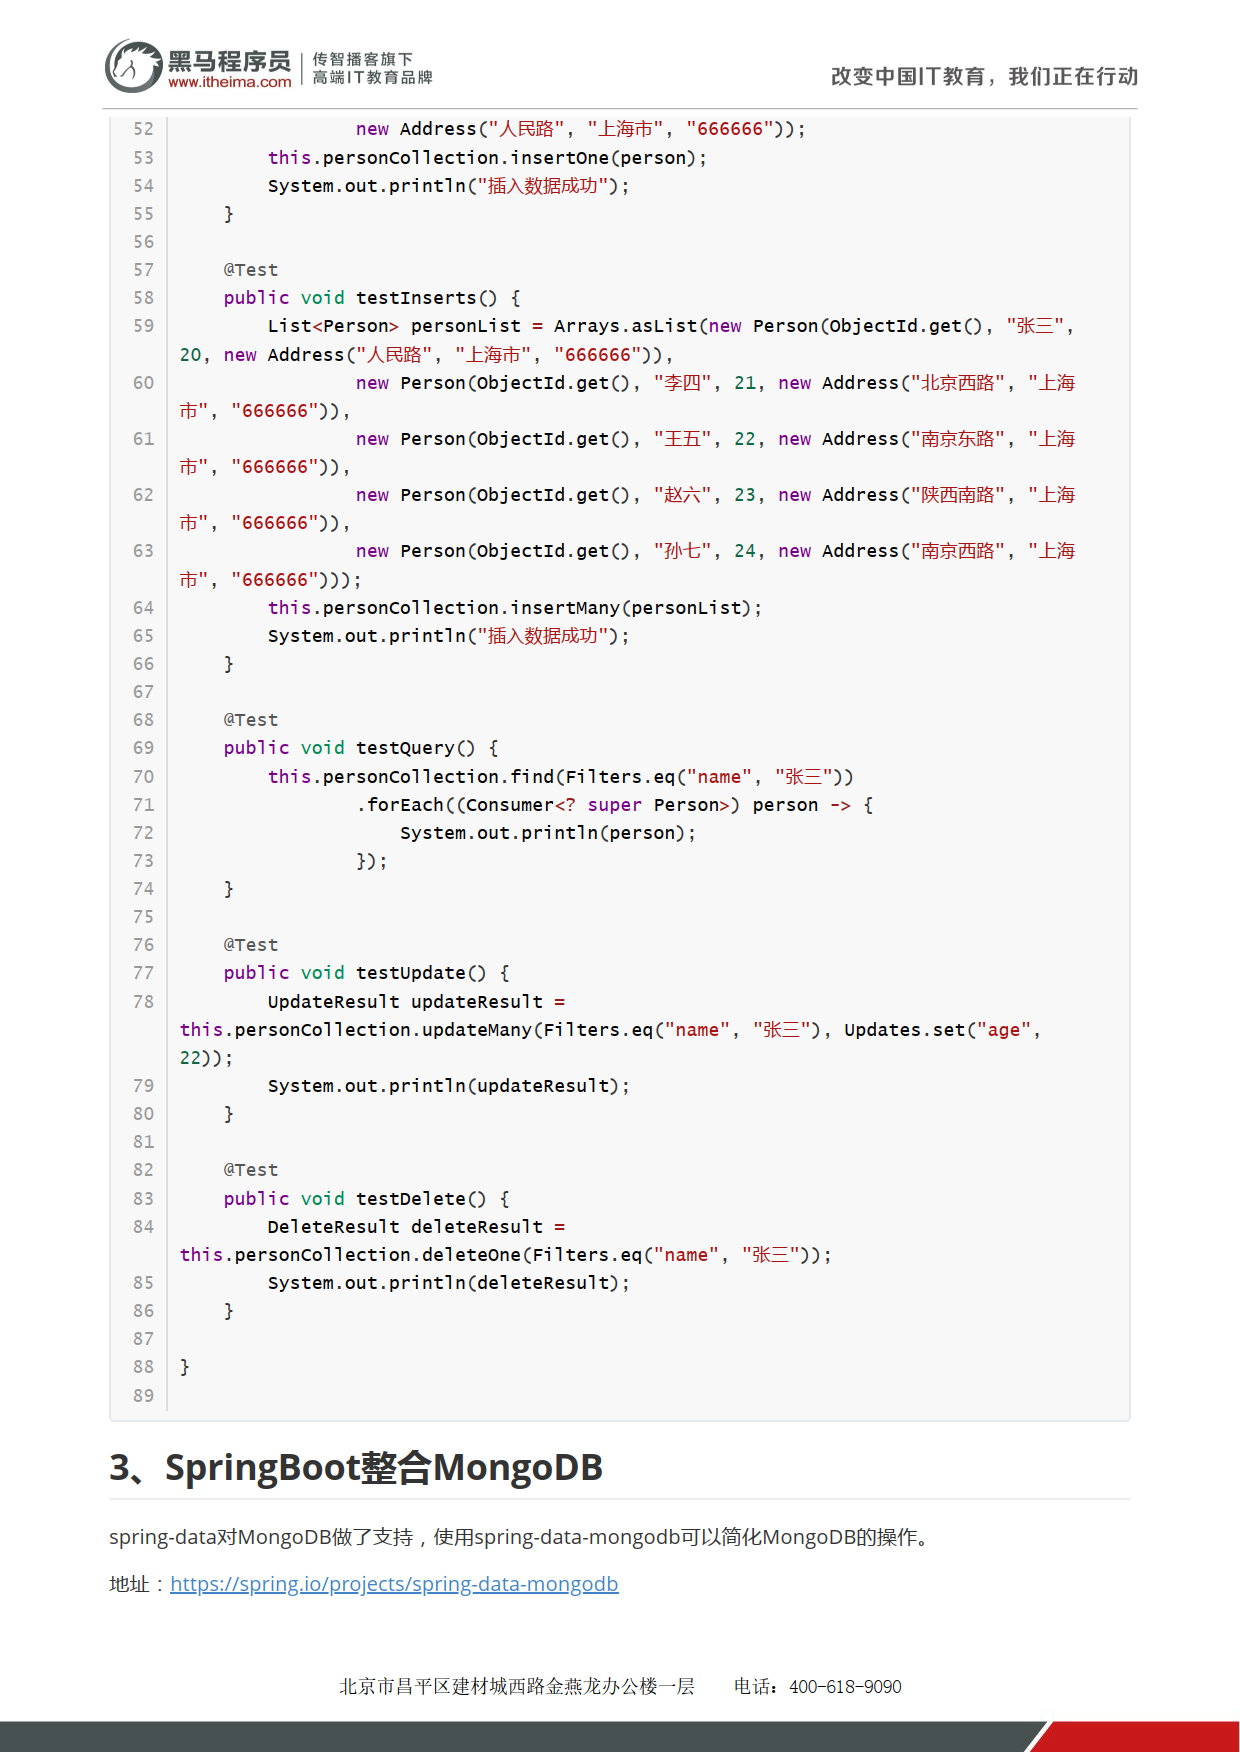 黑马程序员
www.itheima.com
传智播客旗下
高端IT教育品牌
改变中国IT教育，我们正在行动
52 new Address("人民路", "上海市", "666666"));
53 this.personCollection.insertOne(person);
54 System.out.println("插入数据成功");
55 }
56
57 @Test
58 public void testInserts() {
59 List<Person> personList = Arrays.asList(new Person(ObjectId.get(), "张三",
20, new Address("人民路", "上海市", "666666")),
60 new Person(ObjectId.get(), "李四", 21, new Address("北京西路", "上海
市", "666666")),
61 new Person(ObjectId.get(), "王五", 22, new Address("南京东路", "上海
市", "666666")),
62 new Person(ObjectId.get(), "赵六", 23, new Address("陕西南路", "上海
市", "666666")),
63 new Person(ObjectId.get(), "孙七", 24, new Address("南京西路", "上海
市", "666666")));
64 this.personCollection.insertMany(personList);
65 System.out.println("插入数据成功");
66 }
67
68 @Test
69 public void testQuery() {
70 this.personCollection.find(Filters.eq("name", "张三"))
71 .forEach((Consumer<? super Person>) person -> {
72 System.out.println(person);
73 });
74 }
75
76 @Test
77 public void testUpdate() {
78 UpdateResult updateResult =
this.personCollection.updateMany(Filters.eq("name", "张三"), Updates.set("age",
22));
79 System.out.println(updateResult);
80 }
81
82 @Test
83 public void testDelete() {
84 DeleteResult deleteResult =
this.personCollection.deleteOne(Filters.eq("name", "张三"));
85 System.out.println(deleteResult);
86 }
87
88 }
89
3、SpringBoot整合MongoDB
spring-data对MongoDB做了支持，使用spring-data-mongodb可以简化MongoDB的操作。
地址：https://spring.io/projects/spring-data-mongodb
北京市昌平区建材城西路金燕龙办公楼一层 电话：400-618-9090